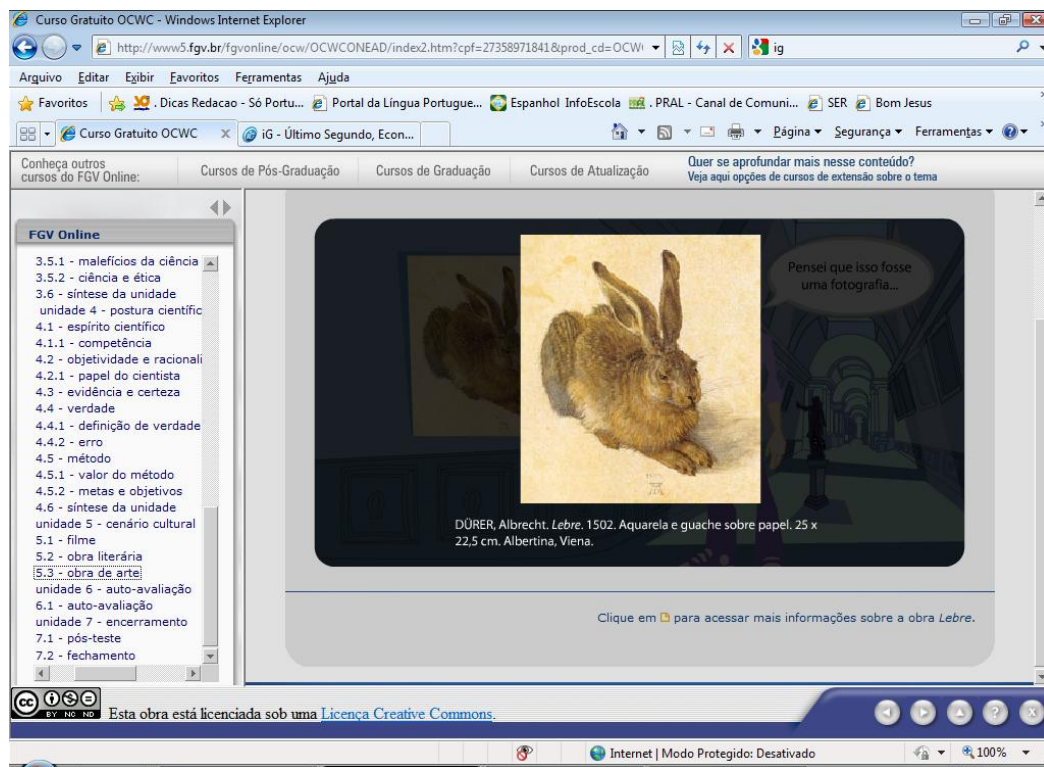 Curso Gratuito OCWC - Windows Internet Explorer
http://www5.fgv.br/fgvonline/ocw/OCWCONEAD/index2.htm?cpf=27358971841&prod_cd=OCW
ig
Arquivo Editar Exibir Favoritos Ferramentas Ajuda
Favoritos . Dicas Redacao - Só Portu... Portal da Língua Portugue... Espanhol InfoEscola . PRAL - Canal de Comuni... SER Bom Jesus
Curso Gratuito OCWC X iG - Último Segundo, Econ... Página Segurança Ferramentas
Conheça outros
cursos do FGV Online:
Cursos de Pós-Graduação Cursos de Graduação Cursos de Atualização
Quer se aprofundar mais nesse conteúdo?
Veja aqui opções de cursos de extensão sobre o tema
FGV Online
3.5.1 - malefícios da ciência
3.5.2 - ciência e ética
3.6 - síntese da unidade
unidade 4 - postura científic
4.1 - espírito científico
4.1.1 - competência
4.2 - objetividade e racionali
4.2.1 - papel do cientista
4.3 - evidência e certeza
4.4 - verdade
4.4.1 - definição de verdade
4.4.2 - erro
4.5 - método
4.5.1 - valor do método
4.5.2 - metas e objetivos
4.6 - síntese da unidade
unidade 5 - cenário cultural
5.1 - filme
5.2 - obra literária
5.3 - obra de arte
unidade 6 - auto-avaliação
6.1 - auto-avaliação
unidade 7 - encerramento
7.1 - pós-teste
7.2 - fechamento
Pensei que isso fosse
uma fotografia...
DÜRER, Albrecht. Lebre. 1502. Aquarela e guache sobre papel. 25 x
22,5 cm. Albertina, Viena.
Clique em para acessar mais informações sobre a obra Lebre.
cc BY NC ND Esta obra está licenciada sob uma Licença Creative Commons.
Internet | Modo Protegido: Desativado 100%